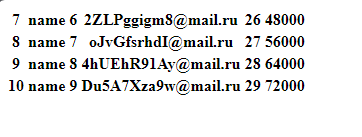 7 name 6 2ZLPggigm8@mail.ru 26 48000
8 name 7 oJvGfsrhdI@mail.ru 27 56000
9 name 8 4hUEhR91Ay@mail.ru 28 64000
10 name 9 Du5A7Xza9w@mail.ru 29 72000